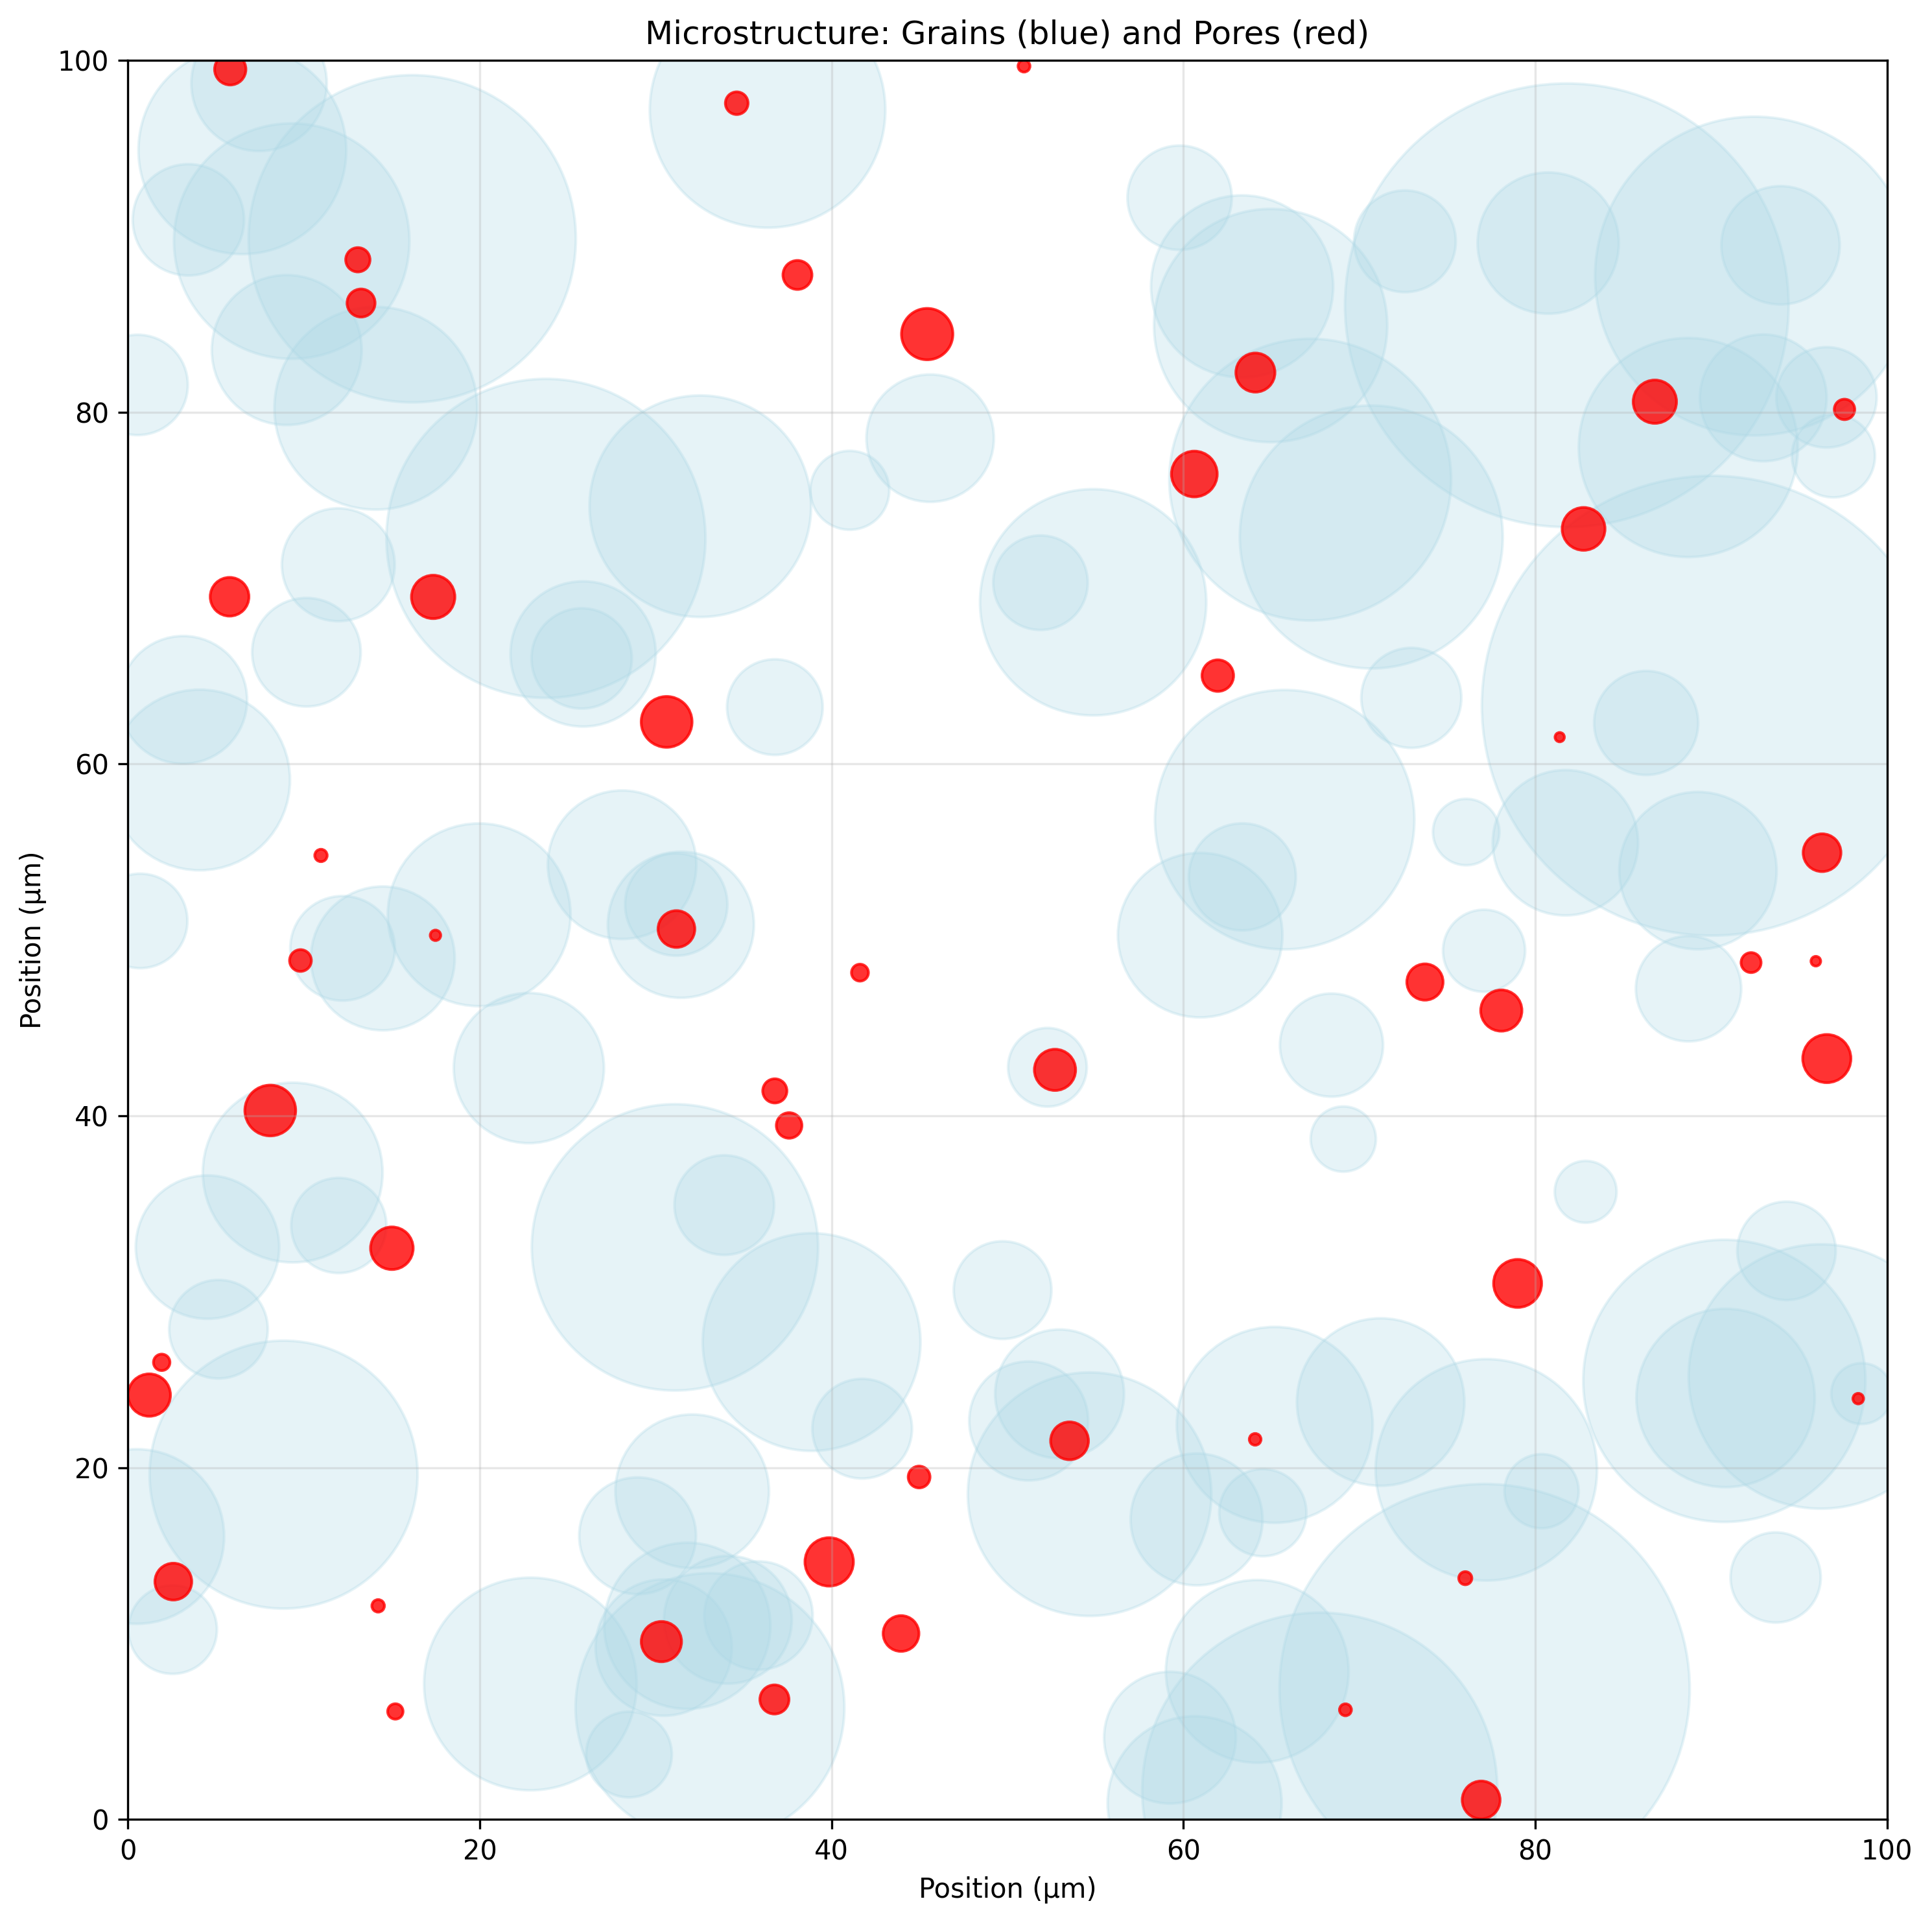 Microstructure: Grains (blue) and Pores (red)
100
80
60
40
20
0
Position (μm)
0 20 40 60 80 100
Position (μm)